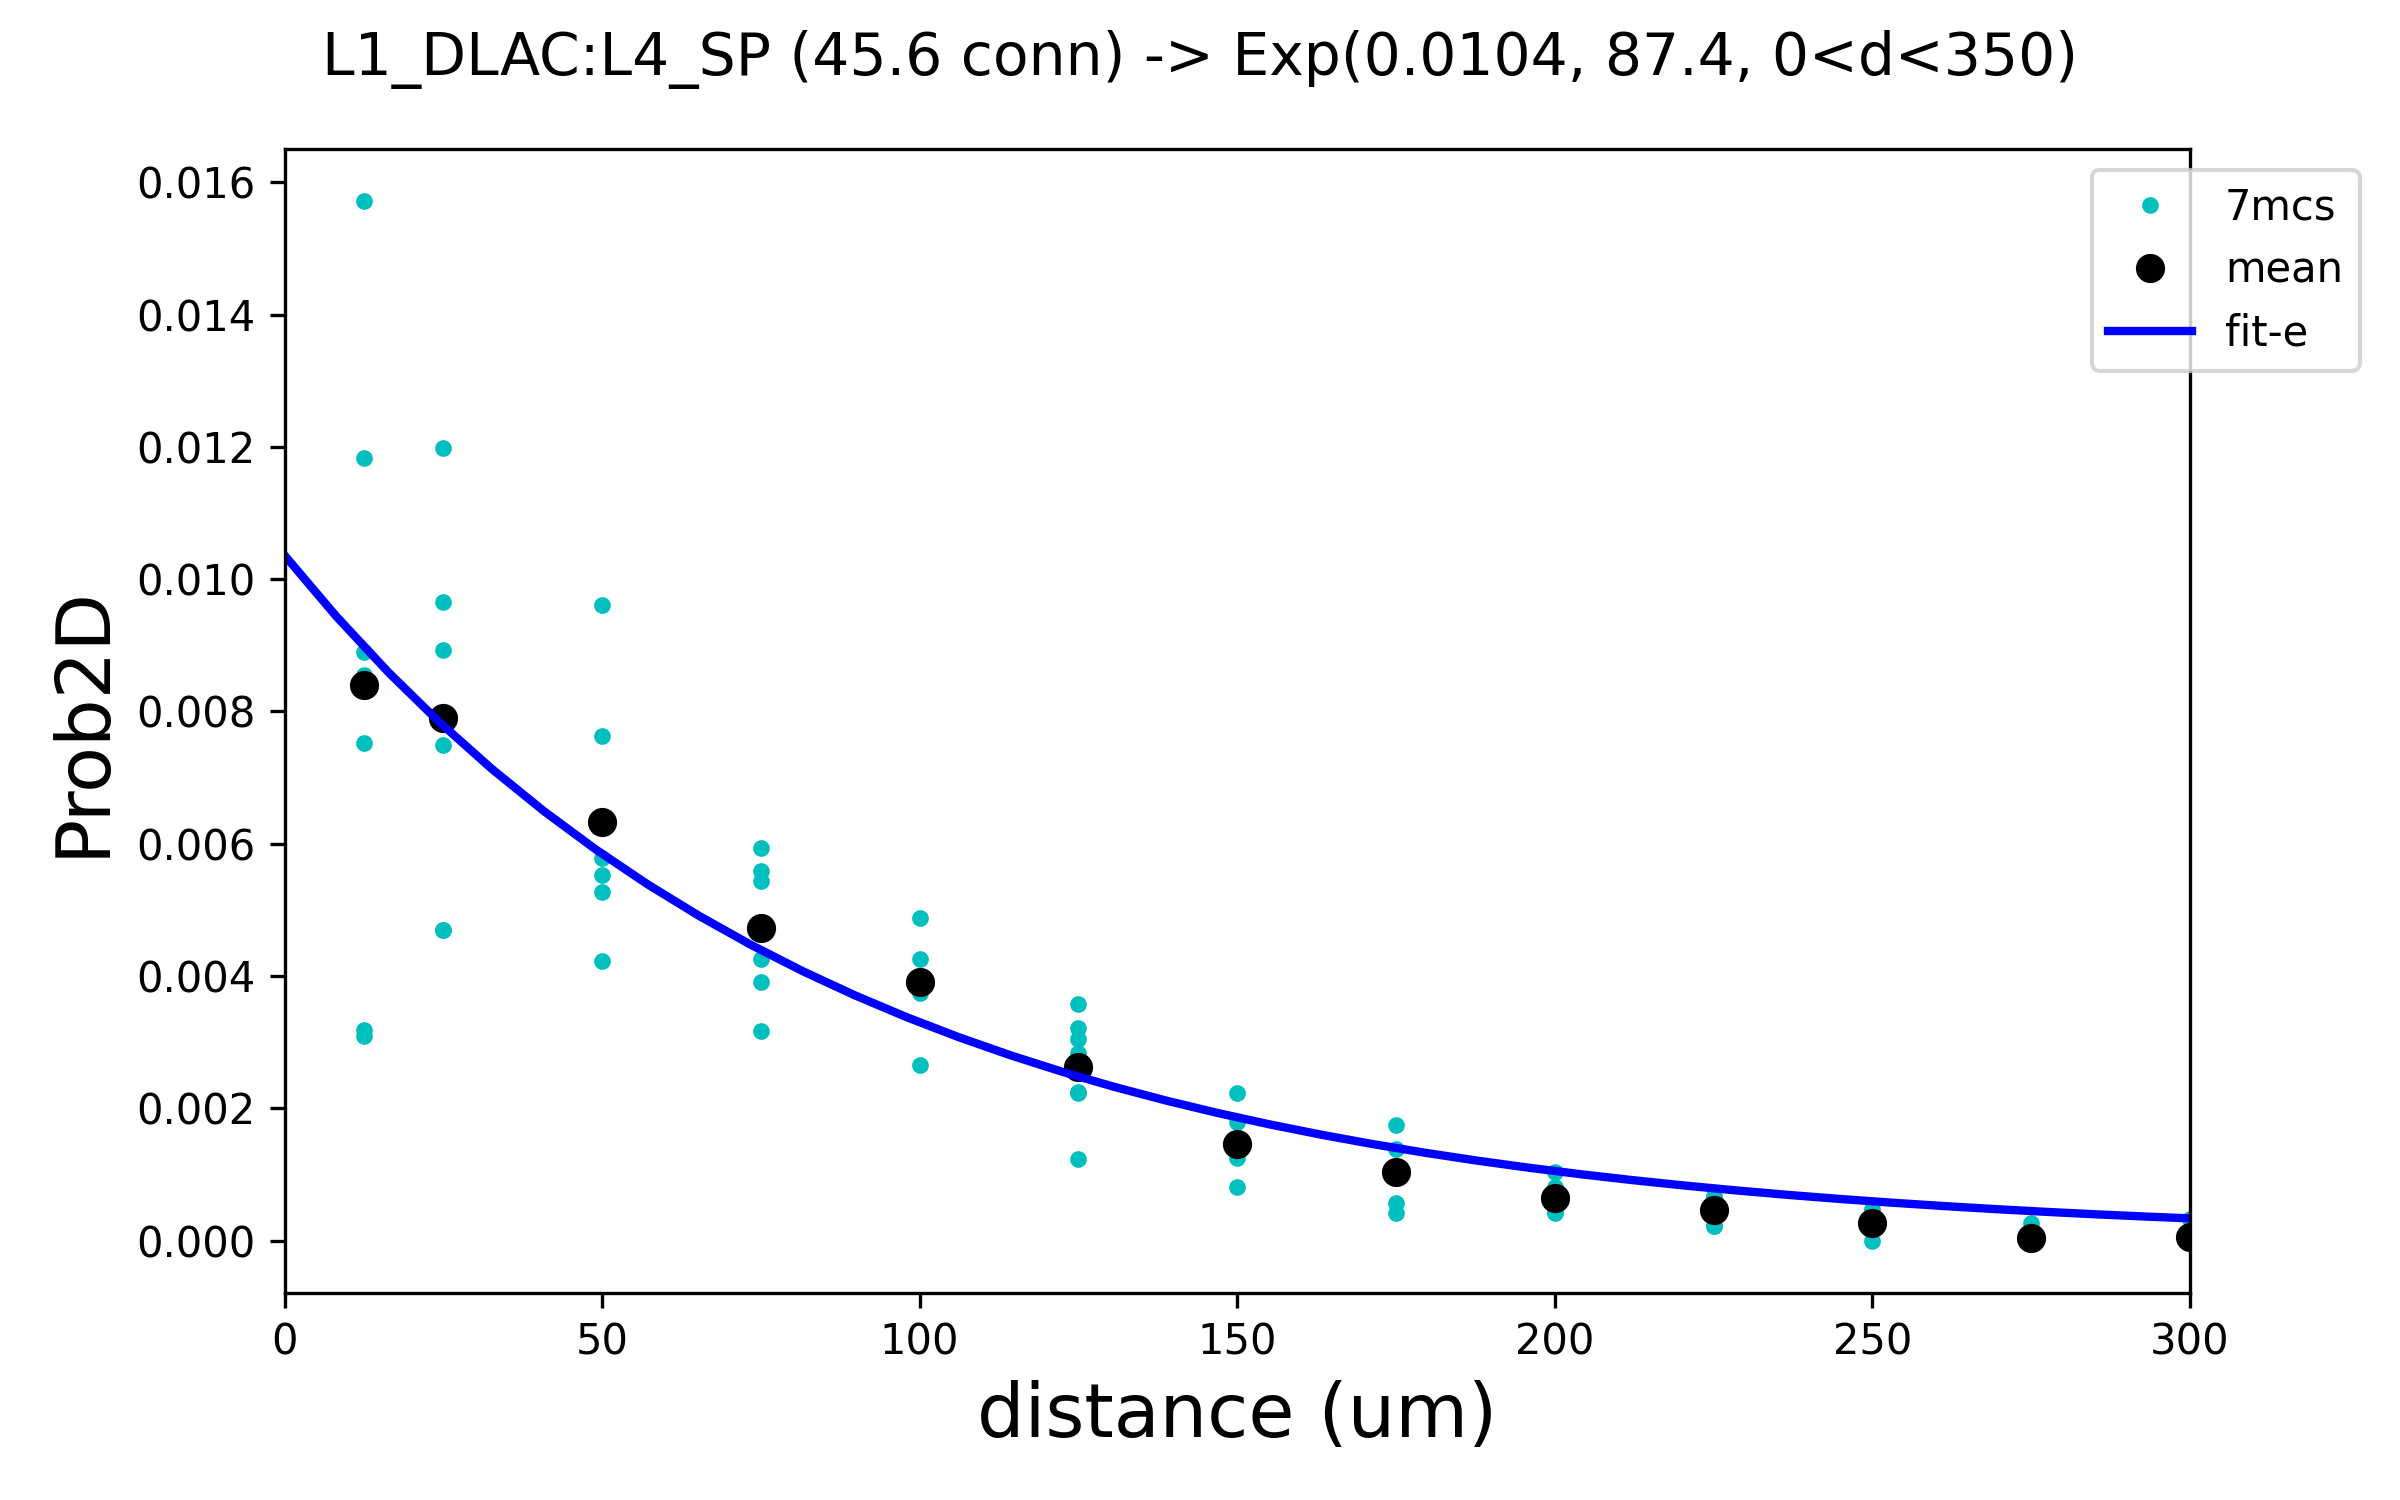 L1_DLAC:L4_SP (45.6 conn) -> Exp(0.0104, 87.4, 0<d<350)
7mcs
mean
fit-e
Prob2D
0.016
0.014
0.012
0.010
0.008
0.006
0.004
0.002
0.000
0 50 100 150 200 250 300
distance (um)